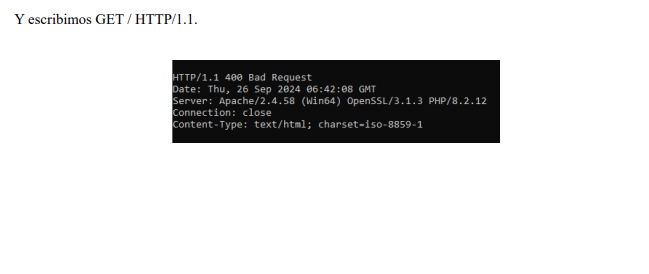 Y escribimos GET / HTTP/1.1.
HTTP/1.1 400 Bad Request
Date: Thu, 26 Sep 2024 06:42:08 GMT
Server: Apache/2.4.58 (Win64) OpenSSL/3.1.3 PHP/8.2.12
Connection: close
Content-Type: text/html; charset=iso-8859-1